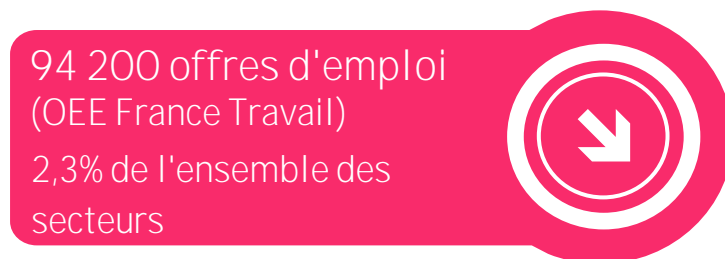 94 200 offres d'emploi
(OEE France Travail)
2,3% de l'ensemble des
secteurs